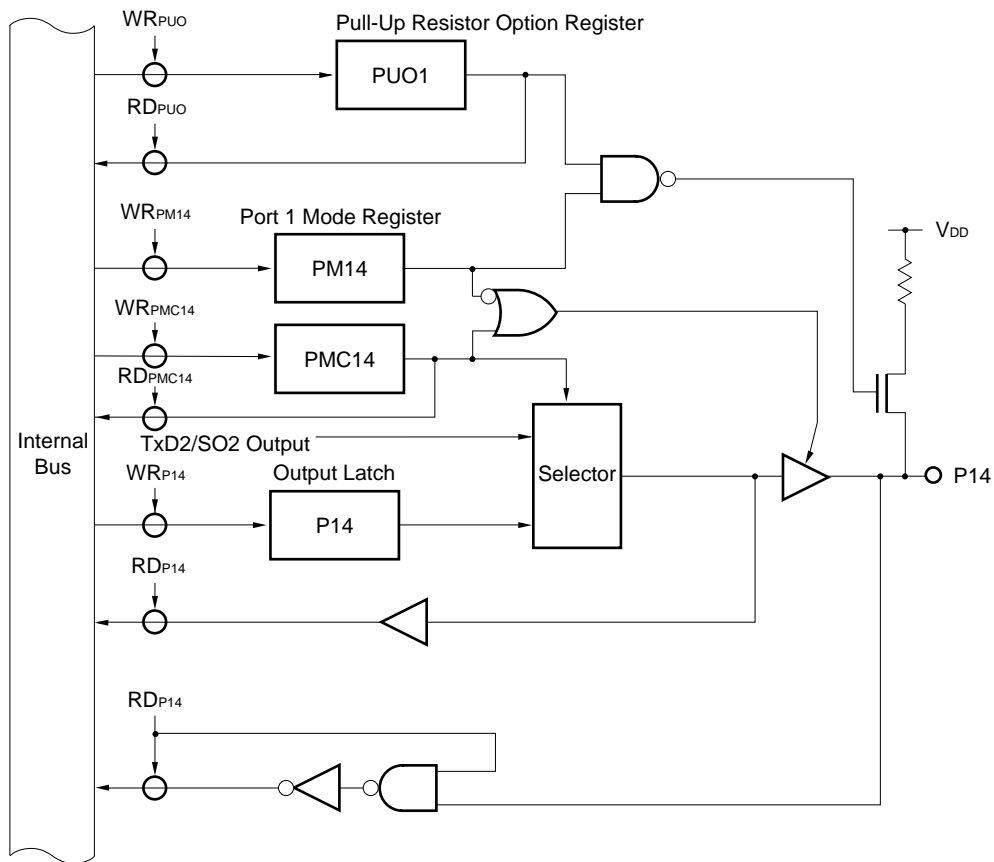 WRPUO
Pull-Up Resistor Option Register
PUO1
RDPUO
WRPM14
Port 1 Mode Register
VDD
PM14
WRPMC14
PMC14
RDPMC14
Internal
Bus
TxD2/SO2 Output
WRP14
Output Latch
Selector
P14
P14
RDP14
RDP14